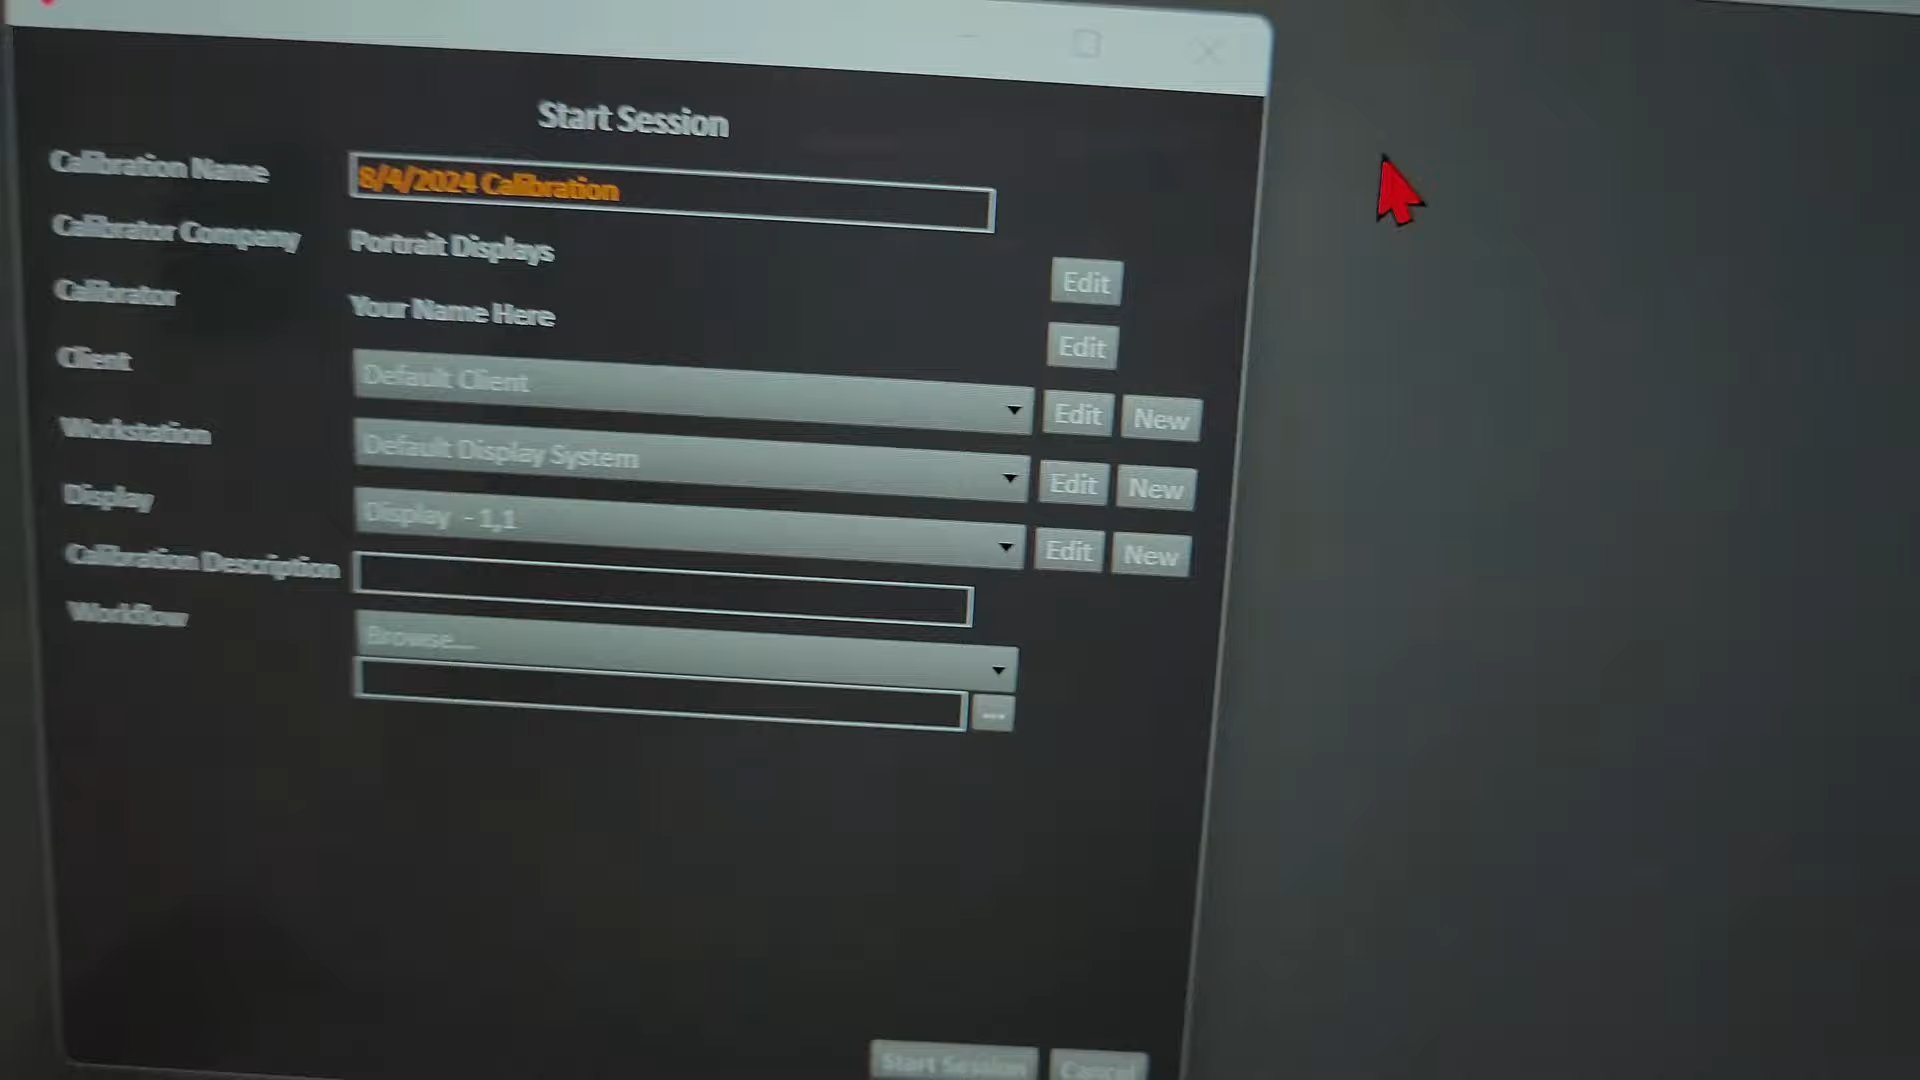 Start Session
Calibration Name 8/4/2024 Calibration
Calibrator Company Portrait Displays Edit
Calibrator Your Name Here Edit
Client Default Client Edit New
Workstation Default Display System Edit New
Display Display - 1,1 Edit New
Calibration Description
Workflow Browse...
...
Start Session Cancel